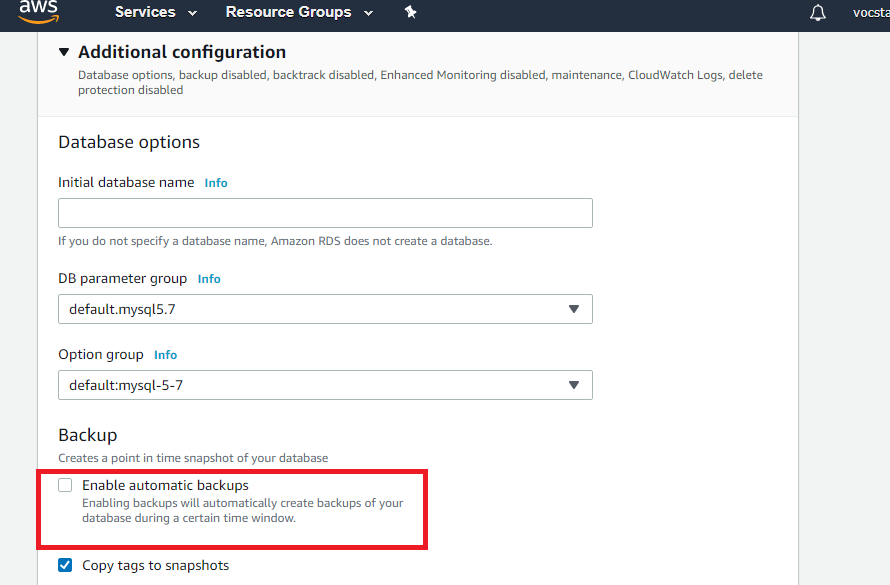 aws
Services
Resource Groups
vocsta
Additional configuration
Database options, backup disabled, backtrack disabled, Enhanced Monitoring disabled, maintenance, CloudWatch Logs, delete
protection disabled
Database options
Initial database name Info
If you do not specify a database name, Amazon RDS does not create a database.
DB parameter group Info
default.mysql5.7
Option group Info
default:mysql-5-7
Backup
Creates a point in time snapshot of your database
Enable automatic backups
Enabling backups will automatically create backups of your
database during a certain time window.
Copy tags to snapshots